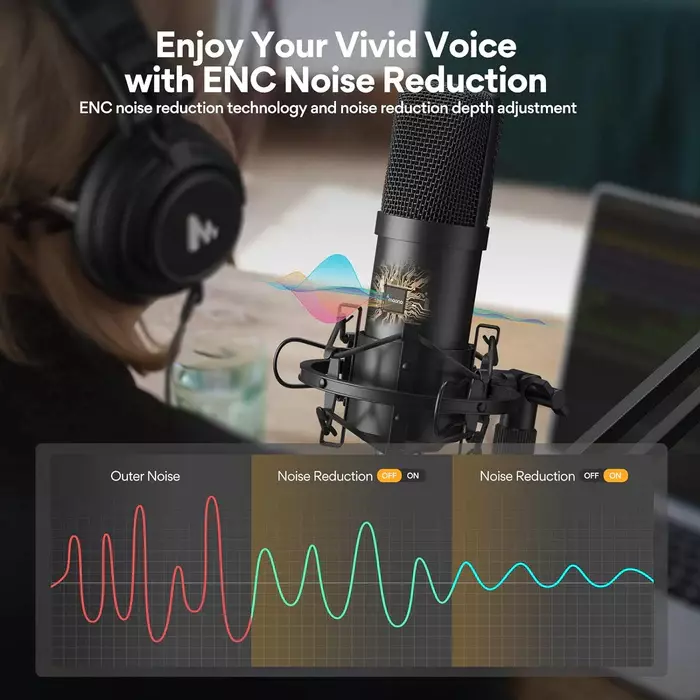 Enjoy Your Vivid Voice
with ENC Noise Reduction
ENC noise reduction technology and noise reduction depth adjustment
maono
Outer Noise
Noise Reduction OFF ON
Noise Reduction OFF ON